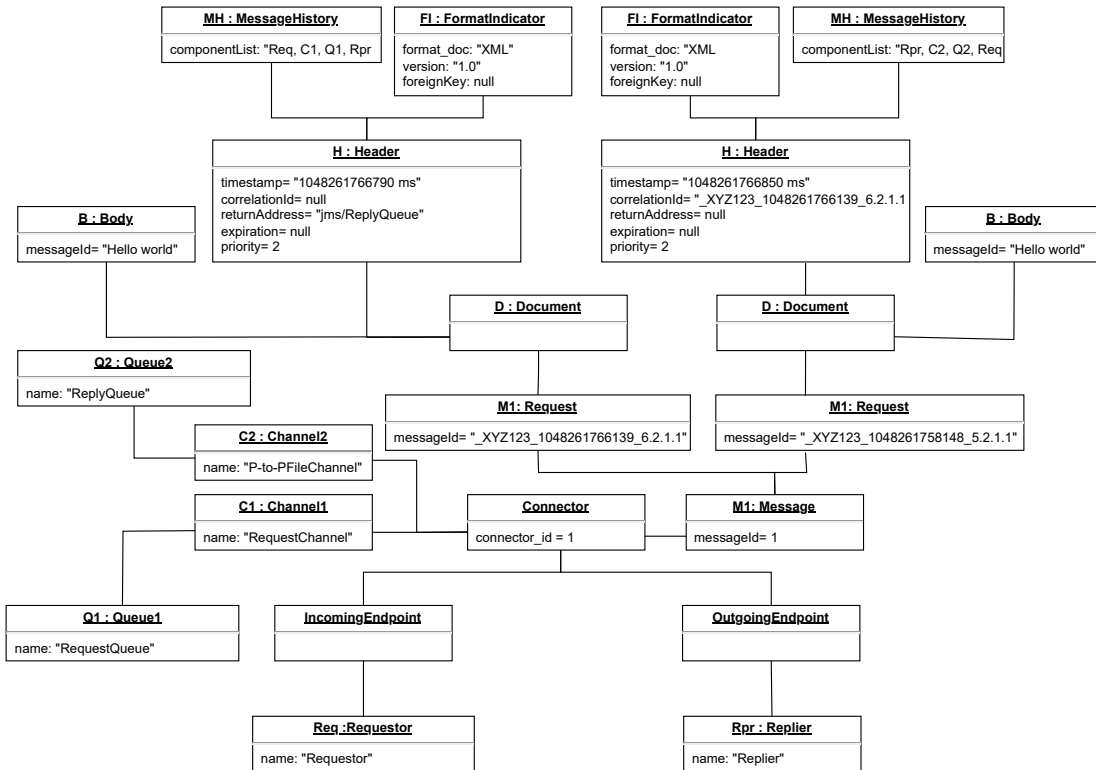 MH : MessageHistory
componentList: "Req, C1, Q1, Rpr
FI : FormatIndicator
format_doc: "XML"
version: "1.0"
foreignKey: null
FI : FormatIndicator
format_doc: "XML
version: "1.0"
foreignKey: null
MH : MessageHistory
componentList: "Rpr, C2, Q2, Req
H : Header
timestamp= "1048261766790 ms"
correlationId= null
returnAddress= "jms/ReplyQueue"
expiration= null
priority= 2
H : Header
timestamp= "1048261766850 ms"
correlationId= "_XYZ123_1048261766139_6.2.1.1
returnAddress= null
expiration= null
priority= 2
B : Body
messageId= "Hello world"
B : Body
messageId= "Hello world"
D : Document
D : Document
Q2 : Queue2
name: "ReplyQueue"
M1: Request
messageId= "_XYZ123_1048261766139_6.2.1.1"
M1: Request
messageId= "_XYZ123_1048261758148_5.2.1.1"
C2 : Channel2
name: "P-to-PFileChannel"
C1 : Channel1
name: "RequestChannel"
Connector
connector_id = 1
M1: Message
messageId= 1
Q1 : Queue1
name: "RequestQueue"
IncomingEndpoint
OutgoingEndpoint
Req :Requestor
name: "Requestor"
Rpr : Replier
name: "Replier"